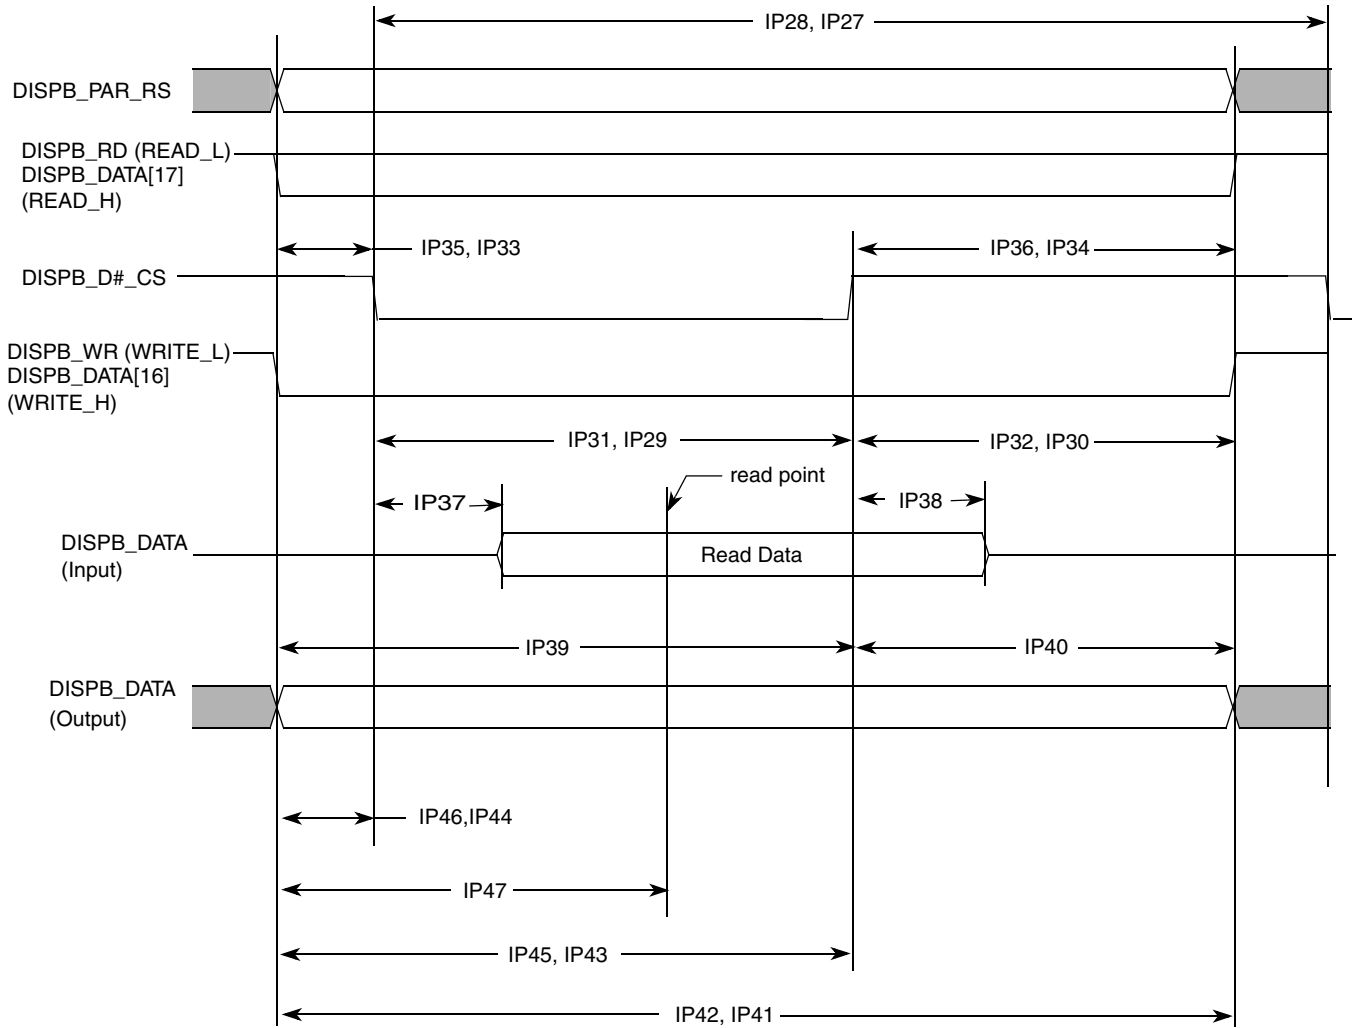 IP28, IP27
DISPB_PAR_RS
DISPB_RD (READ_L)
DISPB_DATA[17]
(READ_H)
IP35, IP33
IP36, IP34
DISPB_D#_CS
DISPB_WR (WRITE_L)
DISPB_DATA[16]
(WRITE_H)
IP31, IP29
IP32, IP30
read point
IP37
IP38
DISPB_DATA
(Input)
Read Data
IP39
IP40
DISPB_DATA
(Output)
IP46,IP44
IP47
IP45, IP43
IP42, IP41